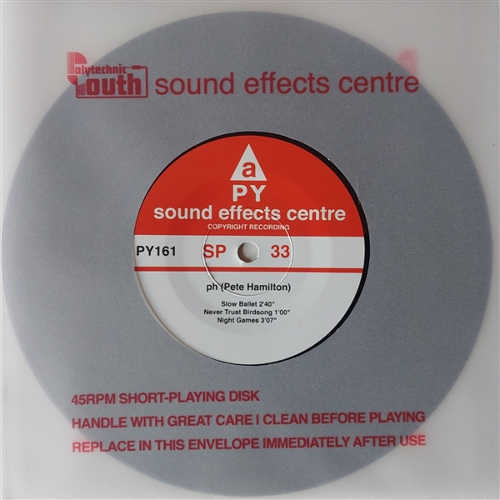 Polytechnic
Youth sound effects centre
a
PY
sound effects centre
COPYRIGHT RECORDING
PY161 SP 33
ph (Pete Hamilton)
Slow Ballet 2'40"
Never Trust Birdsong 1'00"
Night Games 3'07"
45RPM SHORT-PLAYING DISK
HANDLE WITH GREAT CARE | CLEAN BEFORE PLAYING
REPLACE IN THIS ENVELOPE IMMEDIATELY AFTER USE